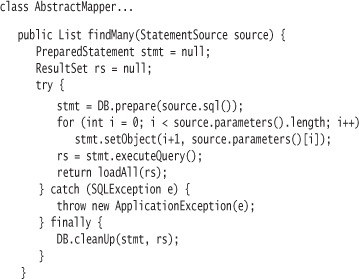 class AbstractMapper...
public List findMany(StatementSource source) {
PreparedStatement stmt = null;
ResultSet rs = null;
try {
stmt = DB.prepare(source.sql());
for (int i = 0; i < source.parameters().length; i++)
stmt.setObject(i+1, source.parameters()[i]);
rs = stmt.executeQuery();
return loadAll(rs);
} catch (SQLException e) {
throw new ApplicationException(e);
} finally {
DB.cleanUp(stmt, rs);
}
}